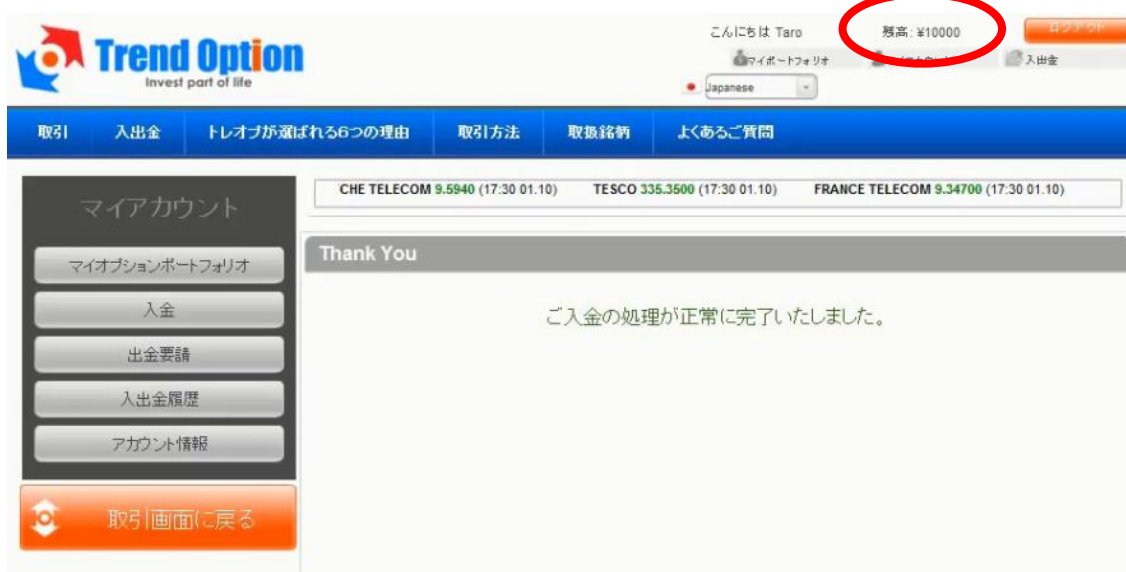 Trend Option
Invest part of life
こんにちは Taro
残高: ¥10000
ログアウト
マイポートフォリオ
入出金
Japanese
取引 入出金 トレオプが選ばれる6つの理由 取引方法 取扱銘柄 よくあるご質問
CHE TELECOM 9.5940 (17:30 01.10) TESCO 335.3500 (17:30 01.10) FRANCE TELECOM 9.34700 (17:30 01.10)
マイアカウント
マイオプションポートフォリオ
入金
出金要請
入出金履歴
アカウント情報
取引画面に戻る
Thank You
ご入金の処理が正常に完了いたしました。